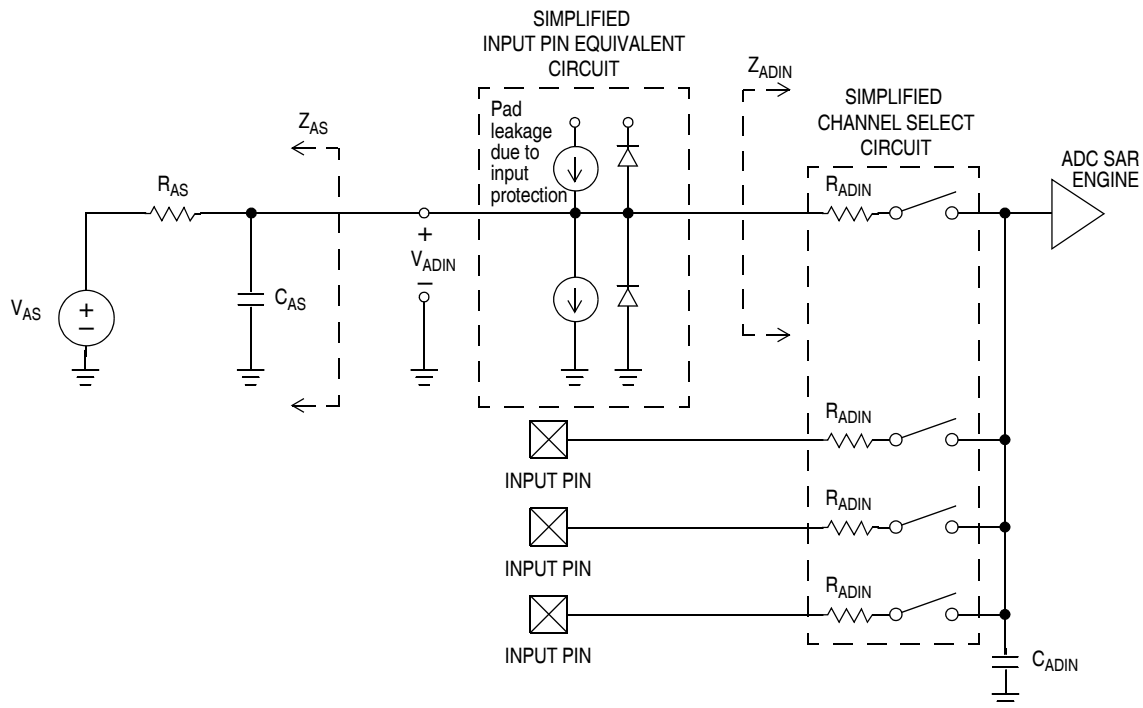 SIMPLIFIED
INPUT PIN EQUIVALENT
CIRCUIT
Z_ADIN
SIMPLIFIED
CHANNEL SELECT
CIRCUIT
ADC SAR
ENGINE
Pad
leakage
due to
input
protection
Z_AS
R_AS
R_ADIN
+
V_ADIN
−
C_AS
V_AS
+
−
R_ADIN
INPUT PIN
R_ADIN
INPUT PIN
R_ADIN
INPUT PIN
C_ADIN